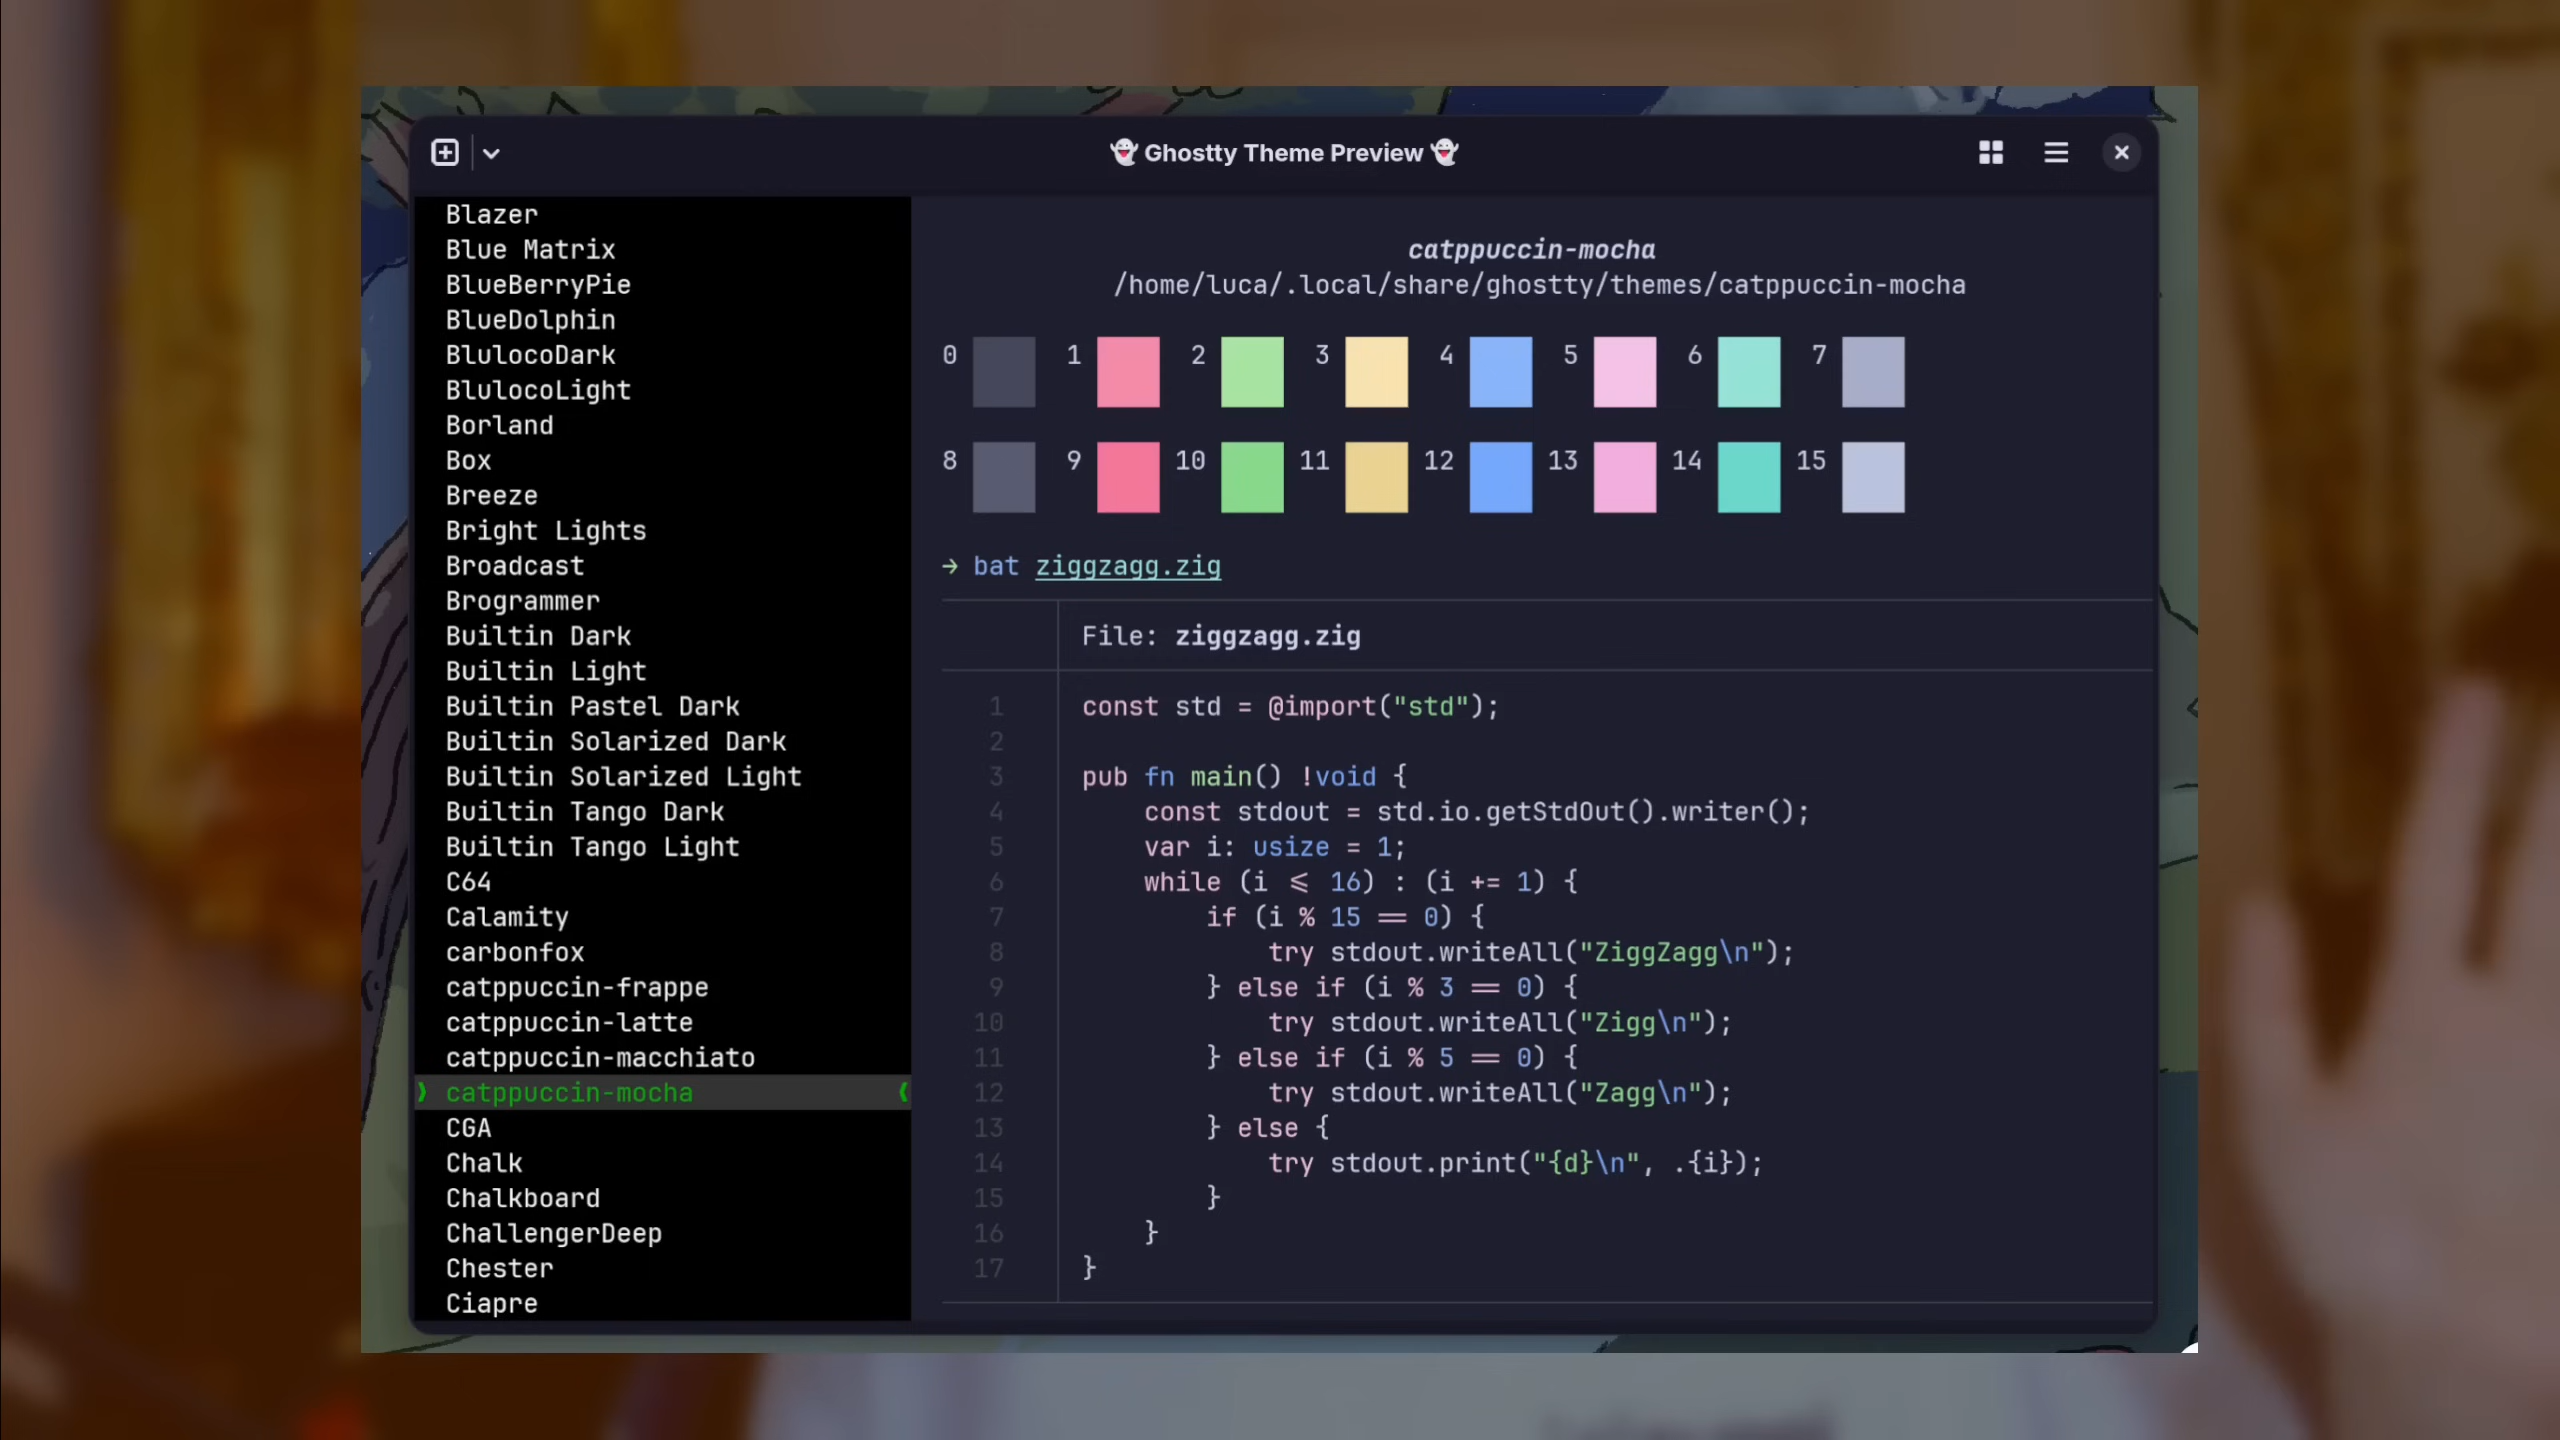 👻 Ghostty Theme Preview 👻
Blazer
Blue Matrix
BlueBerryPie
BlueDolphin
BlulocoDark
BlulocoLight
Borland
Box
Breeze
Bright Lights
Broadcast
Brogrammer
Builtin Dark
Builtin Light
Builtin Pastel Dark
Builtin Solarized Dark
Builtin Solarized Light
Builtin Tango Dark
Builtin Tango Light
C64
Calamity
carbonfox
catppuccin-frappe
catppuccin-latte
catppuccin-macchiato
❫ catppuccin-mocha ❪
CGA
Chalk
Chalkboard
ChallengerDeep
Chester
Ciapre
catppuccin-mocha
/home/luca/.local/share/ghostty/themes/catppuccin-mocha
0 1 2 3 4 5 6 7
8 9 10 11 12 13 14 15
→ bat ziggzagg.zig
File: ziggzagg.zig
1 const std = @import("std");
2
3 pub fn main() !void {
4     const stdout = std.io.getStdOut().writer();
5     var i: usize = 1;
6     while (i <= 16) : (i += 1) {
7         if (i % 15 == 0) {
8             try stdout.writeAll("ZiggZagg\n");
9         } else if (i % 3 == 0) {
10             try stdout.writeAll("Zigg\n");
11         } else if (i % 5 == 0) {
12             try stdout.writeAll("Zagg\n");
13         } else {
14             try stdout.print("{d}\n", .{i});
15         }
16     }
17 }